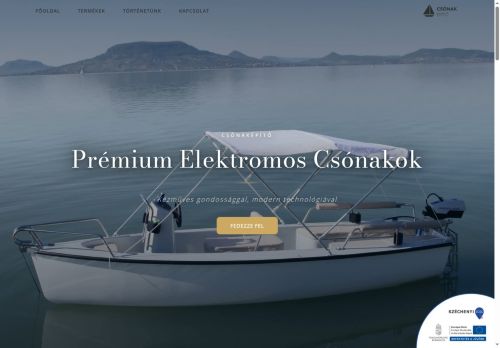 FŐOLDAL
TERMÉKEK
TÖRTÉNETÜNK
KAPCSOLAT
CSÓNAK
CSÓNAKÉPÍTŐ
Prémium Elektromos Csónakok
Kézműves gondossággal, modern technológiával
FEDEZZE FEL
SZÉCHENYI